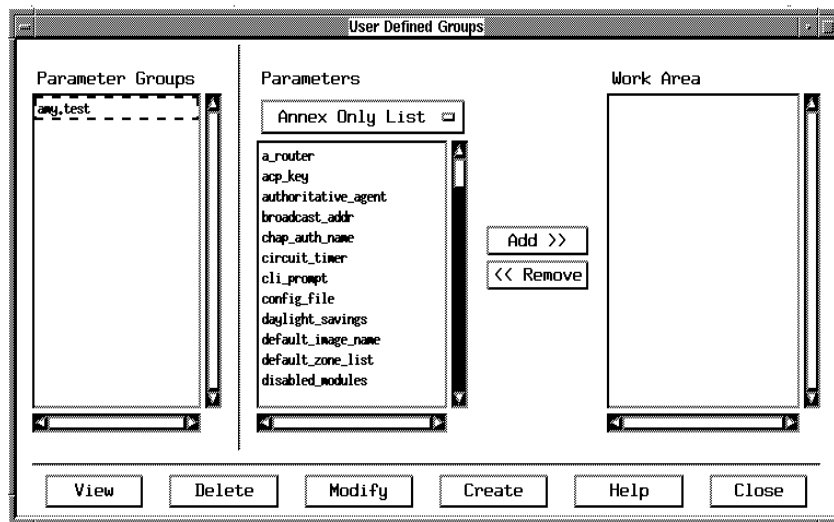 User Defined Groups
Parameter Groups
Parameters
Work Area
amy.test
Annex Only List
a_router
acp_key
authoritative_agent
broadcast_addr
chap_auth_name
circuit_timer
cli_prompt
config_file
daylight_savings
default_image_name
default_zone_list
disabled_modules
Add >>
<< Remove
View
Delete
Modify
Create
Help
Close